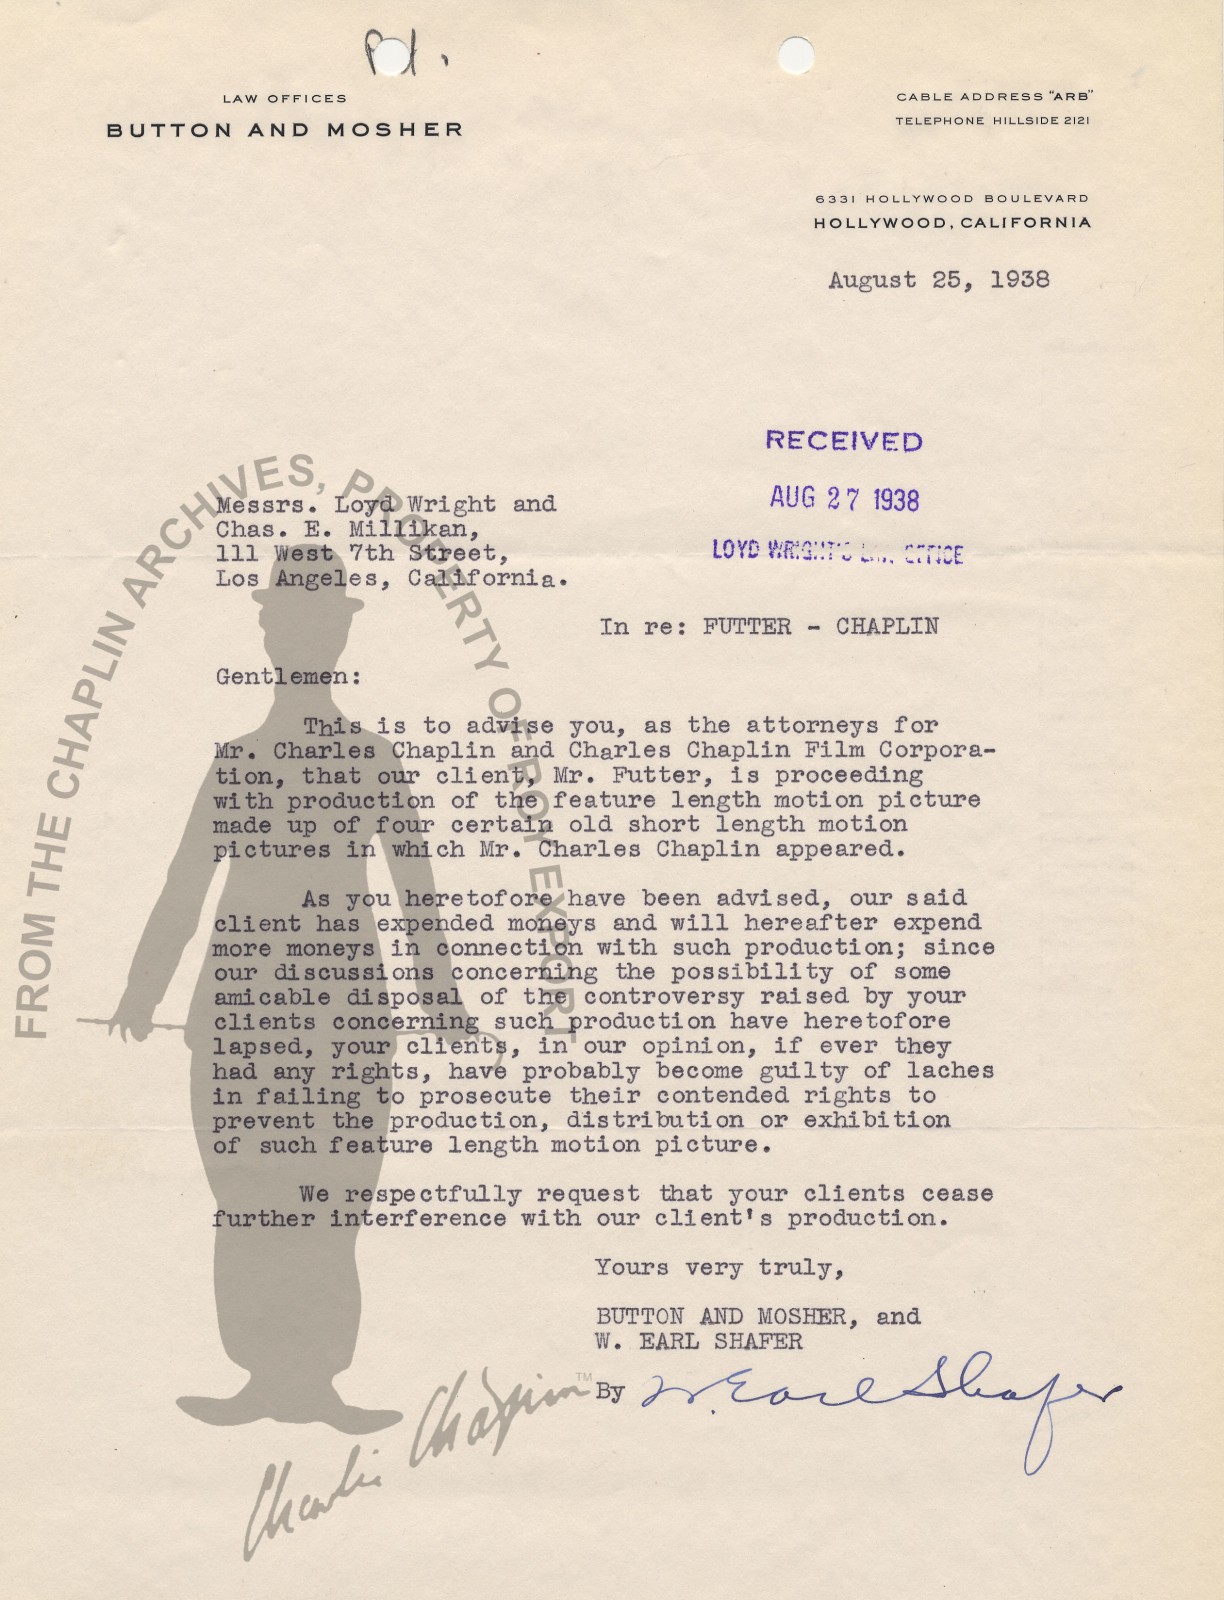 Pd.
LAW OFFICES
BUTTON AND MOSHER
CABLE ADDRESS "ARB"
TELEPHONE HILLSIDE 2121
6331 HOLLYWOOD BOULEVARD
HOLLYWOOD, CALIFORNIA
August 25, 1938
RECEIVED
AUG 27 1938
LOYD WRIGHT'S LAW OFFICE
Messrs. Loyd Wright and
Chas. E. Millikan,
111 West 7th Street,
Los Angeles, California.
In re: FUTTER - CHAPLIN
Gentlemen:
This is to advise you, as the attorneys for
Mr. Charles Chaplin and Charles Chaplin Film Corpora-
tion, that our client, Mr. Futter, is proceeding
with production of the feature length motion picture
made up of four certain old short length motion
pictures in which Mr. Charles Chaplin appeared.
As you heretofore have been advised, our said
client has expended moneys and will hereafter expend
more moneys in connection with such production; since
our discussions concerning the possibility of some
amicable disposal of the controversy raised by your
clients concerning such production have heretofore
lapsed, your clients, in our opinion, if ever they
had any rights, have probably become guilty of laches
in failing to prosecute their contended rights to
prevent the production, distribution or exhibition
of such feature length motion picture.
We respectfully request that your clients cease
further interference with our client's production.
Yours very truly,
BUTTON AND MOSHER, and
W. EARL SHAFER
By W. Earl Shafer
FROM THE CHAPLIN ARCHIVES, PROPERTY OF ROY EXPORT
Charlie Chaplin™